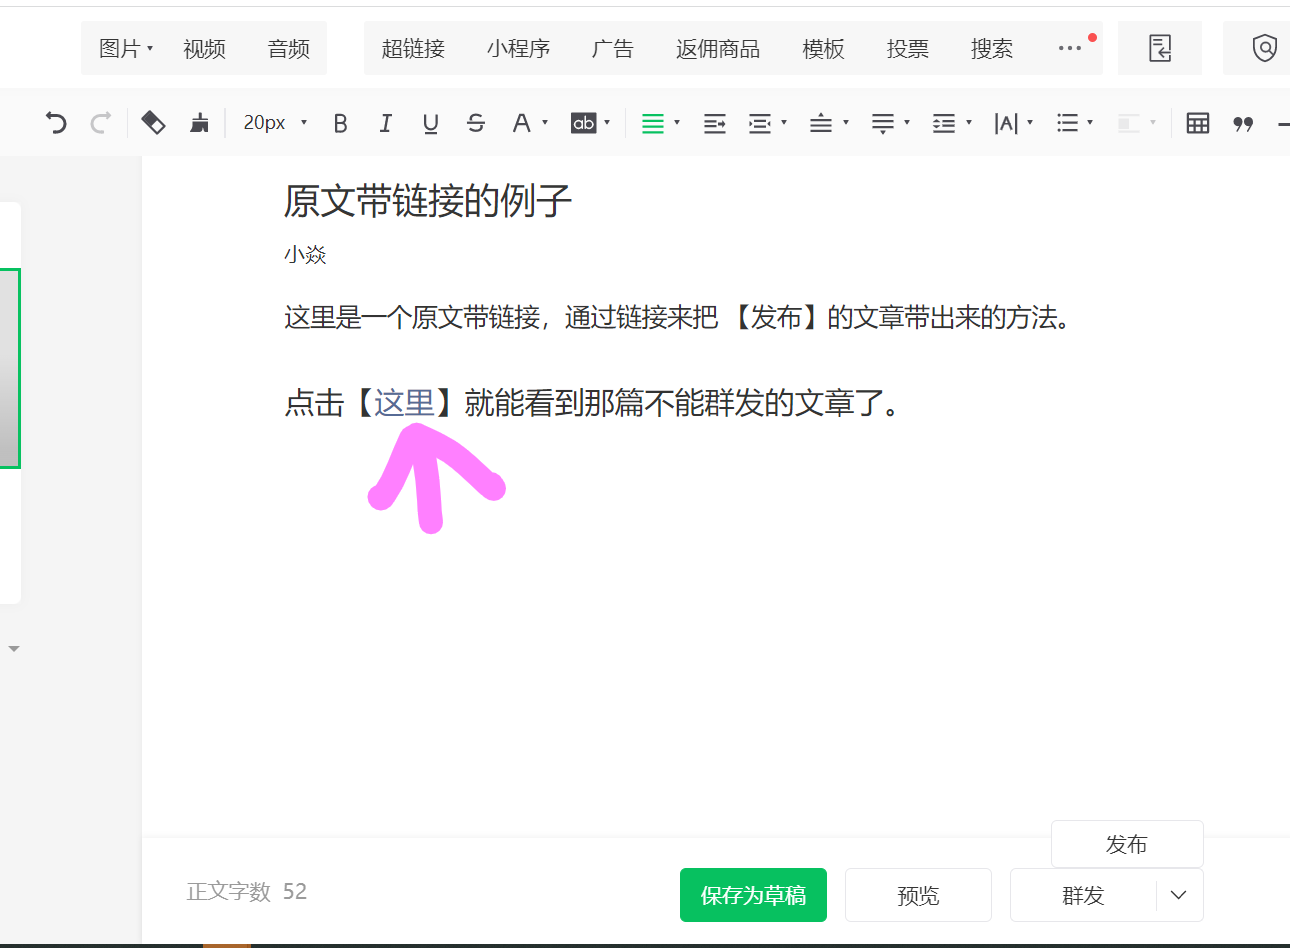 图片 视频 音频 超链接 小程序 广告 返佣商品 模板 投票 搜索
20px B I U S A ab |A|
原文带链接的例子
小焱
这里是一个原文带链接，通过链接来把 【发布】的文章带出来的方法。
点击【这里】就能看到那篇不能群发的文章了。
发布
正文字数 52 保存为草稿 预览 群发